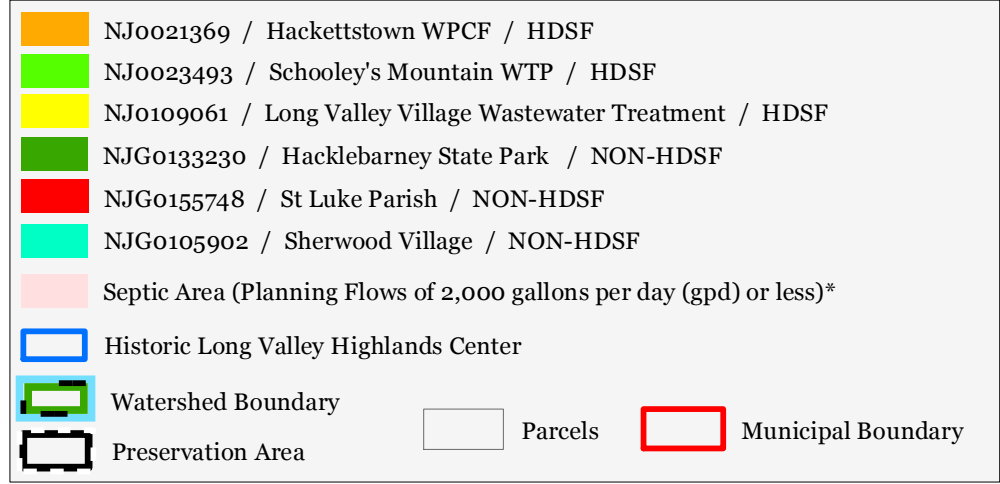 NJ0021369 / Hackettstown WPCF / HDSF
NJ0023493 / Schooley's Mountain WTP / HDSF
NJ0109061 / Long Valley Village Wastewater Treatment / HDSF
NJG0133230 / Hacklebarney State Park / NON-HDSF
NJG0155748 / St Luke Parish / NON-HDSF
NJG0105902 / Sherwood Village / NON-HDSF
Septic Area (Planning Flows of 2,000 gallons per day (gpd) or less)*
Historic Long Valley Highlands Center
Watershed Boundary
Preservation Area
Parcels
Municipal Boundary